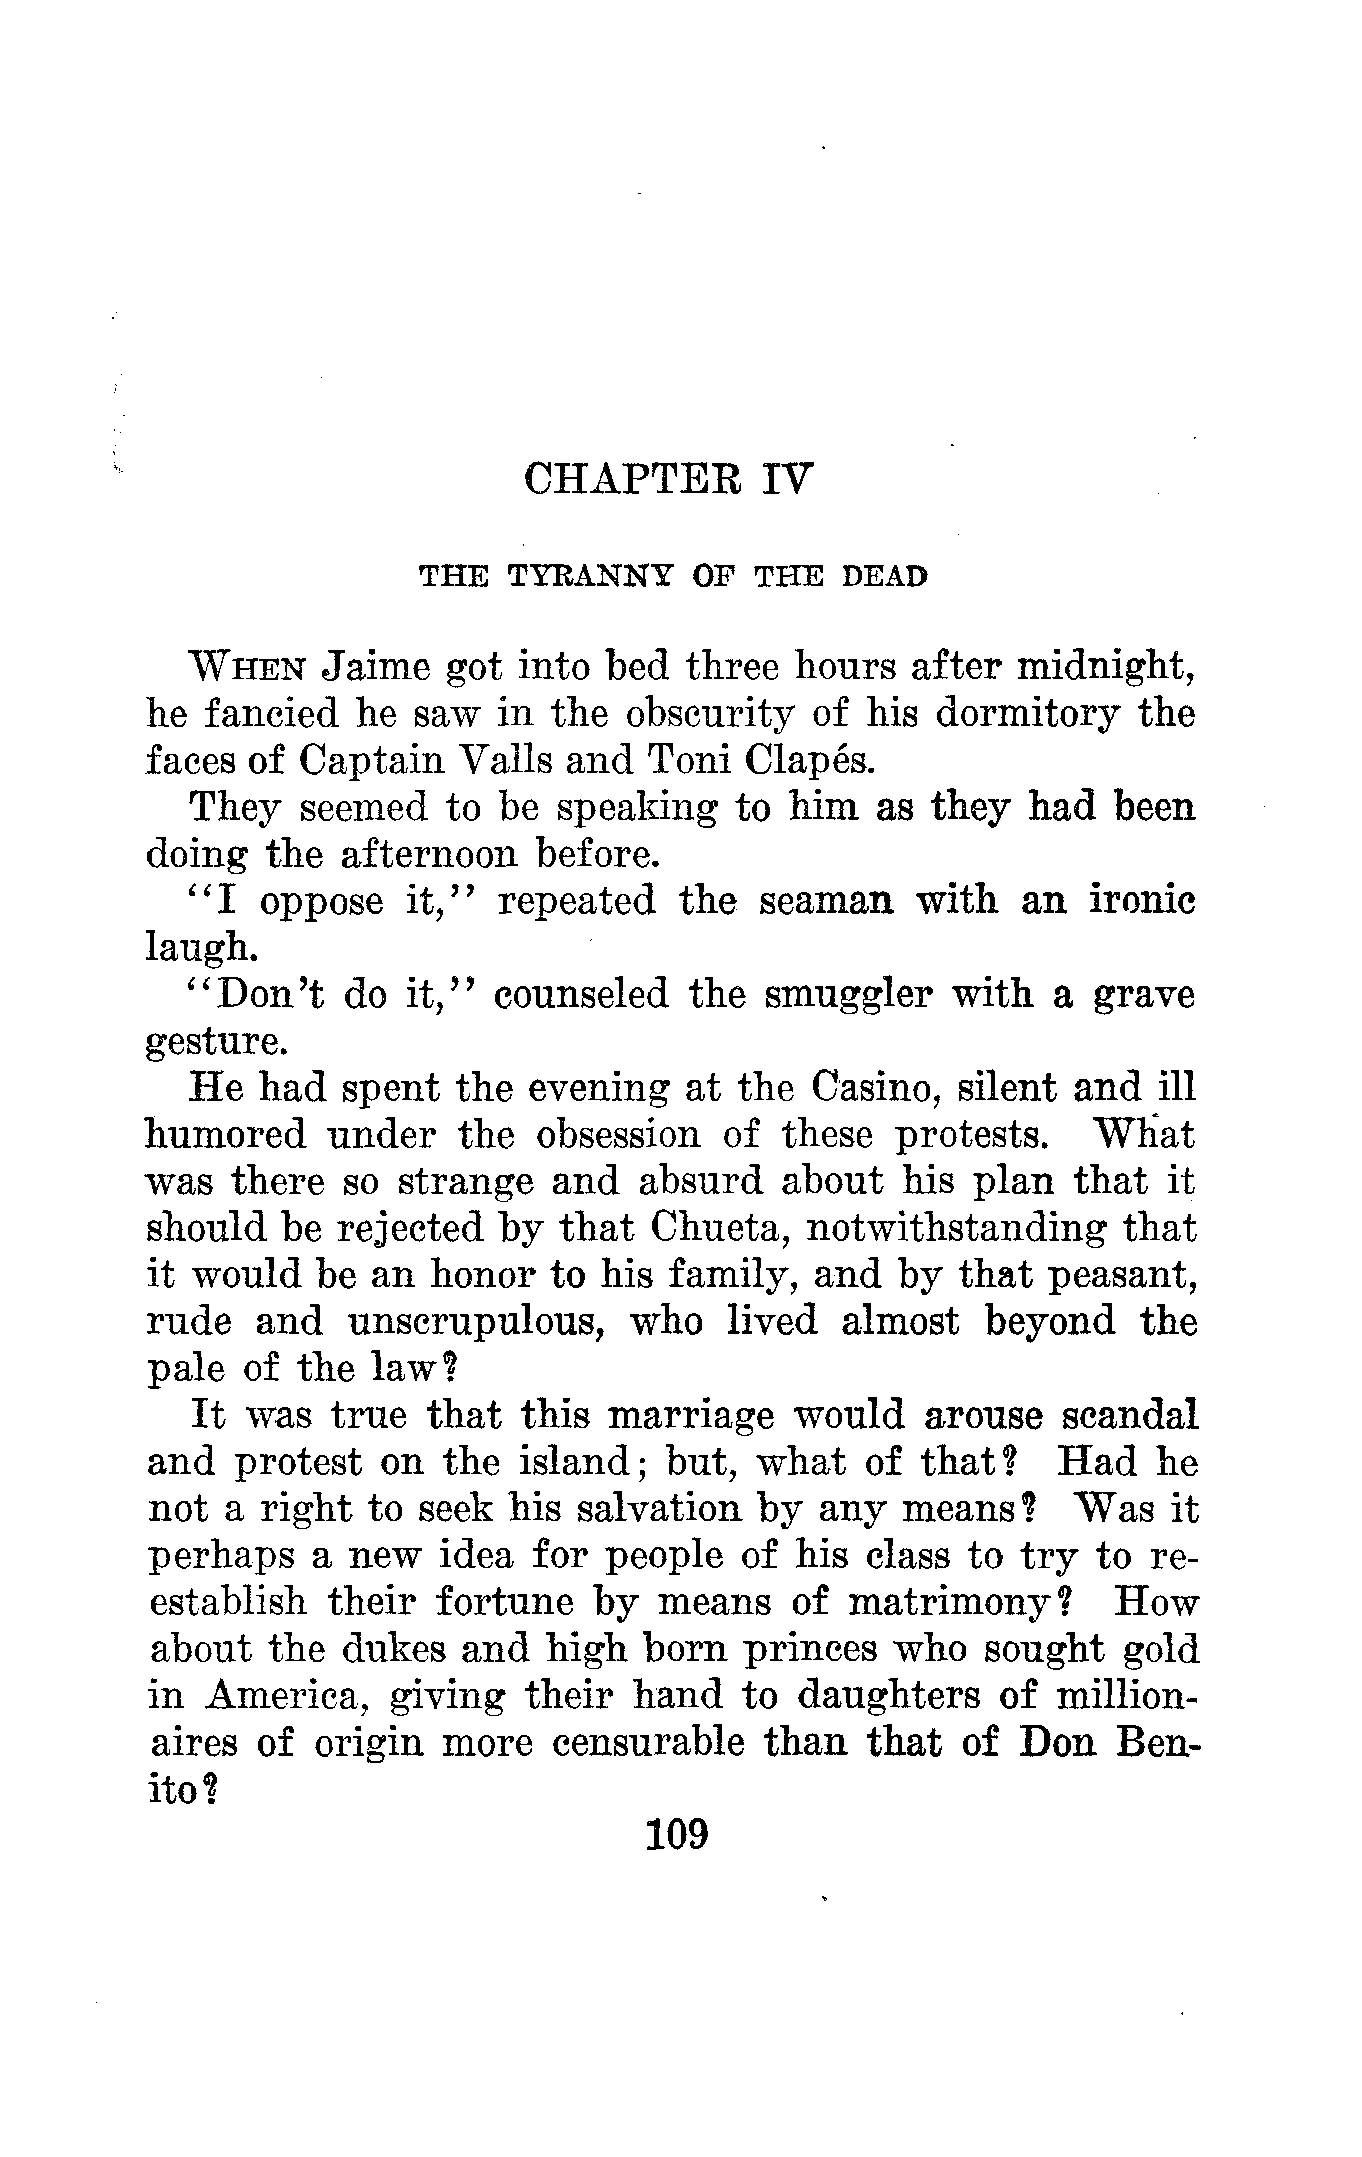 CHAPTER IV
THE TYRANNY OF THE DEAD
WHEN Jaime got into bed three hours after midnight,
he fancied he saw in the obscurity of his dormitory the
faces of Captain Valls and Toni Clapés.
They seemed to be speaking to him as they had been
doing the afternoon before.
"I oppose it," repeated the seaman with an ironic
laugh.
"Don't do it," counseled the smuggler with a grave
gesture.
He had spent the evening at the Casino, silent and ill
humored under the obsession of these protests. What
was there so strange and absurd about his plan that it
should be rejected by that Chueta, notwithstanding that
it would be an honor to his family, and by that peasant,
rude and unscrupulous, who lived almost beyond the
pale of the law?
It was true that this marriage would arouse scandal
and protest on the island; but, what of that? Had he
not a right to seek his salvation by any means? Was it
perhaps a new idea for people of his class to try to re-
establish their fortune by means of matrimony? How
about the dukes and high born princes who sought gold
in America, giving their hand to daughters of million-
aires of origin more censurable than that of Don Ben-
ito?
109